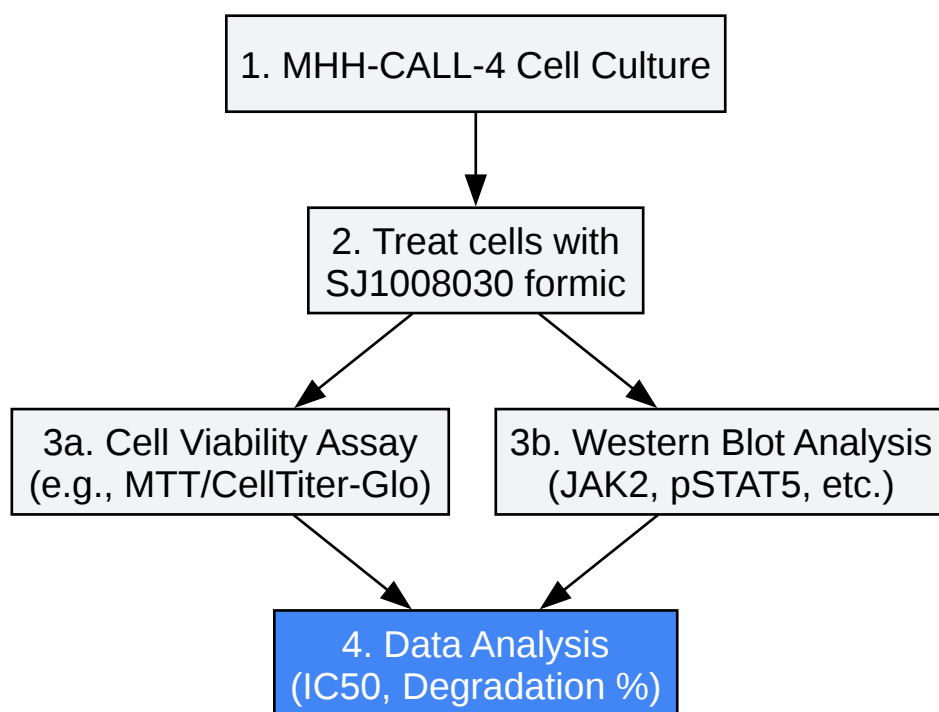 1. MHH-CALL-4 Cell Culture
2. Treat cells with
SJ1008030 formic
3a. Cell Viability Assay
(e.g., MTT/CellTiter-Glo)
3b. Western Blot Analysis
(JAK2, pSTAT5, etc.)
4. Data Analysis
(IC50, Degradation %)